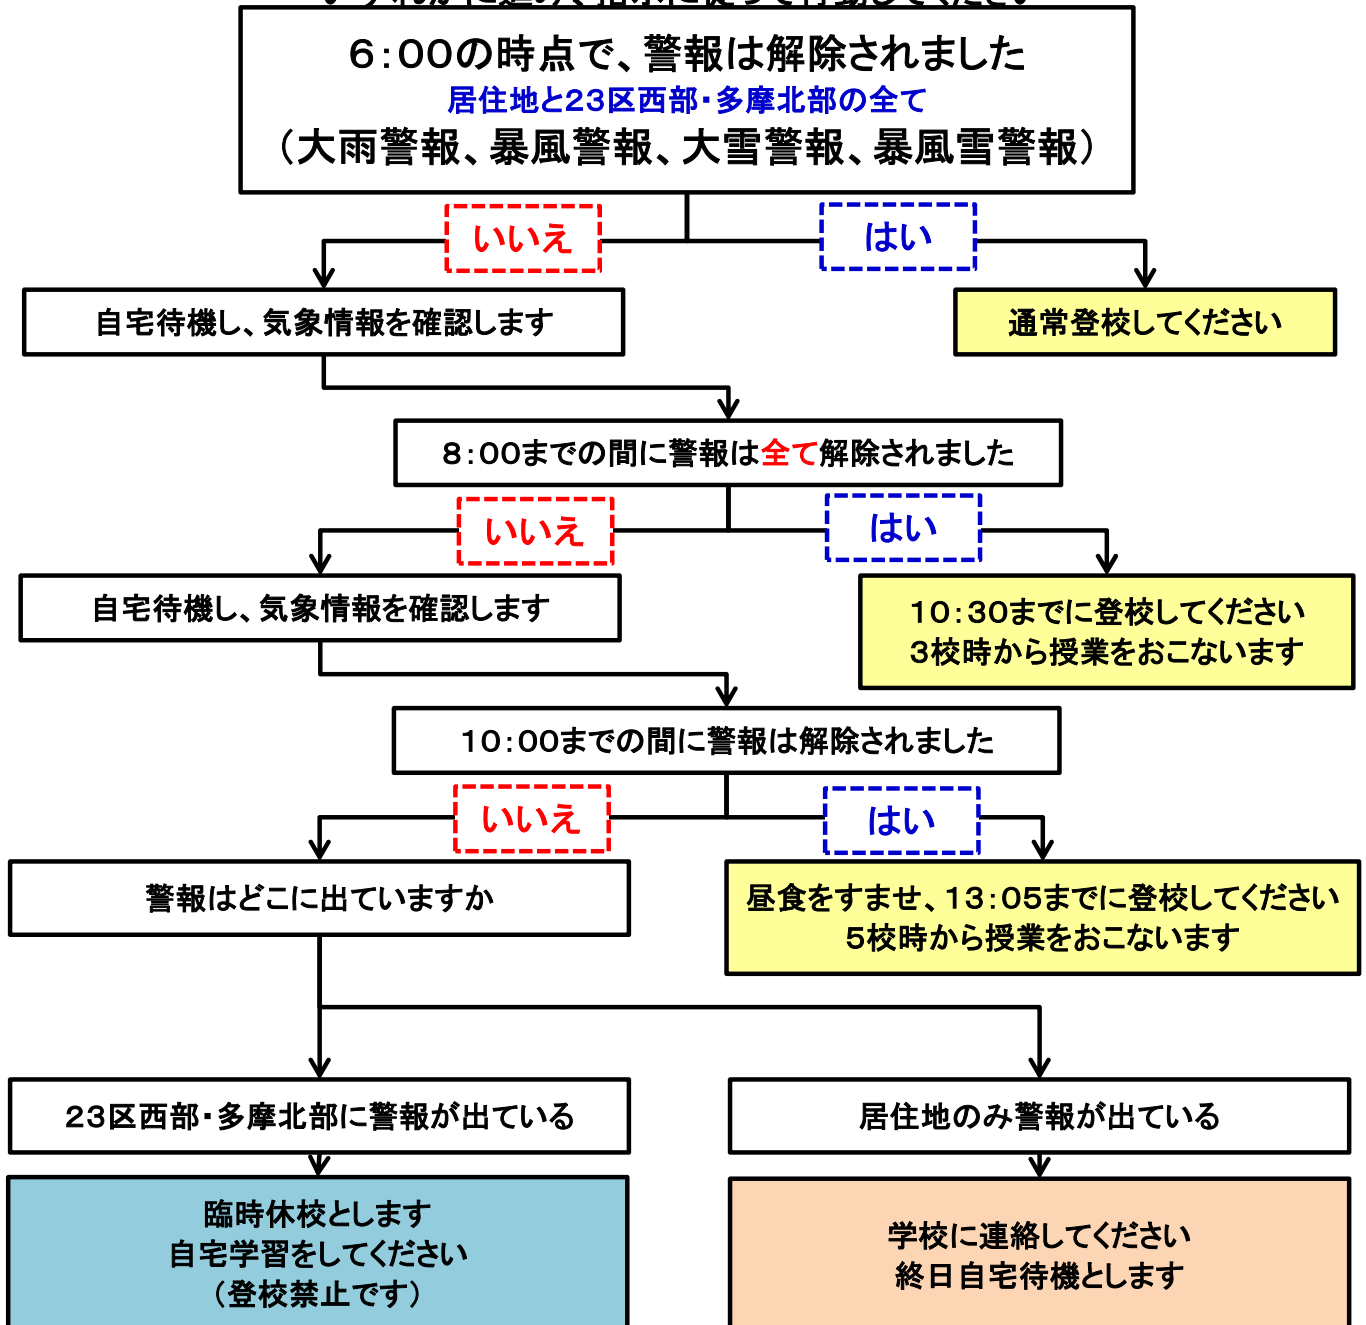 6:00の時点で、警報は解除されました
居住地と23区西部・多摩北部の全て
(大雨警報、暴風警報、大雪警報、暴風雪警報)
いいえ
はい
自宅待機し、気象情報を確認します
通常登校してください
8:00までの間に警報は全て解除されました
いいえ
はい
自宅待機し、気象情報を確認します
10:30までに登校してください
3校時から授業をおこないます
10:00までの間に警報は解除されました
いいえ
はい
警報はどこに出ていますか
昼食をすませ、13:05までに登校してください
5校時から授業をおこないます
23区西部・多摩北部に警報が出ている
居住地のみ警報が出ている
臨時休校とします
自宅学習をしてください
(登校禁止です)
学校に連絡してください
終日自宅待機とします